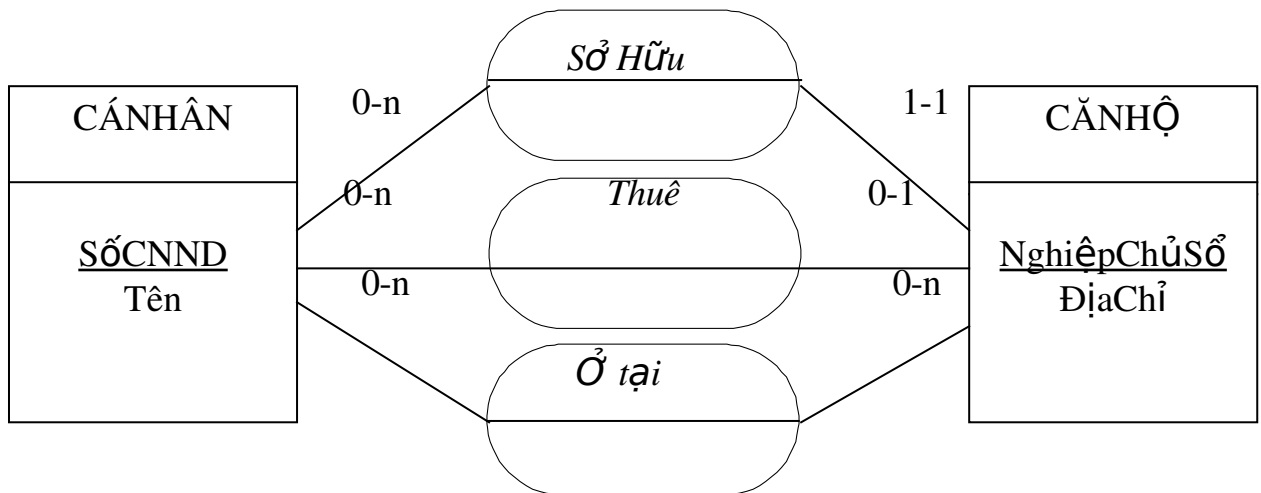 Sở Hữu
0-n
1-1
CÁNHÂN
CĂNHỘ
0-n
Thuê
0-1
SốCNND
Tên
NghiệpChủSổ
ĐịaChỉ
0-n
0-n
Ở tại